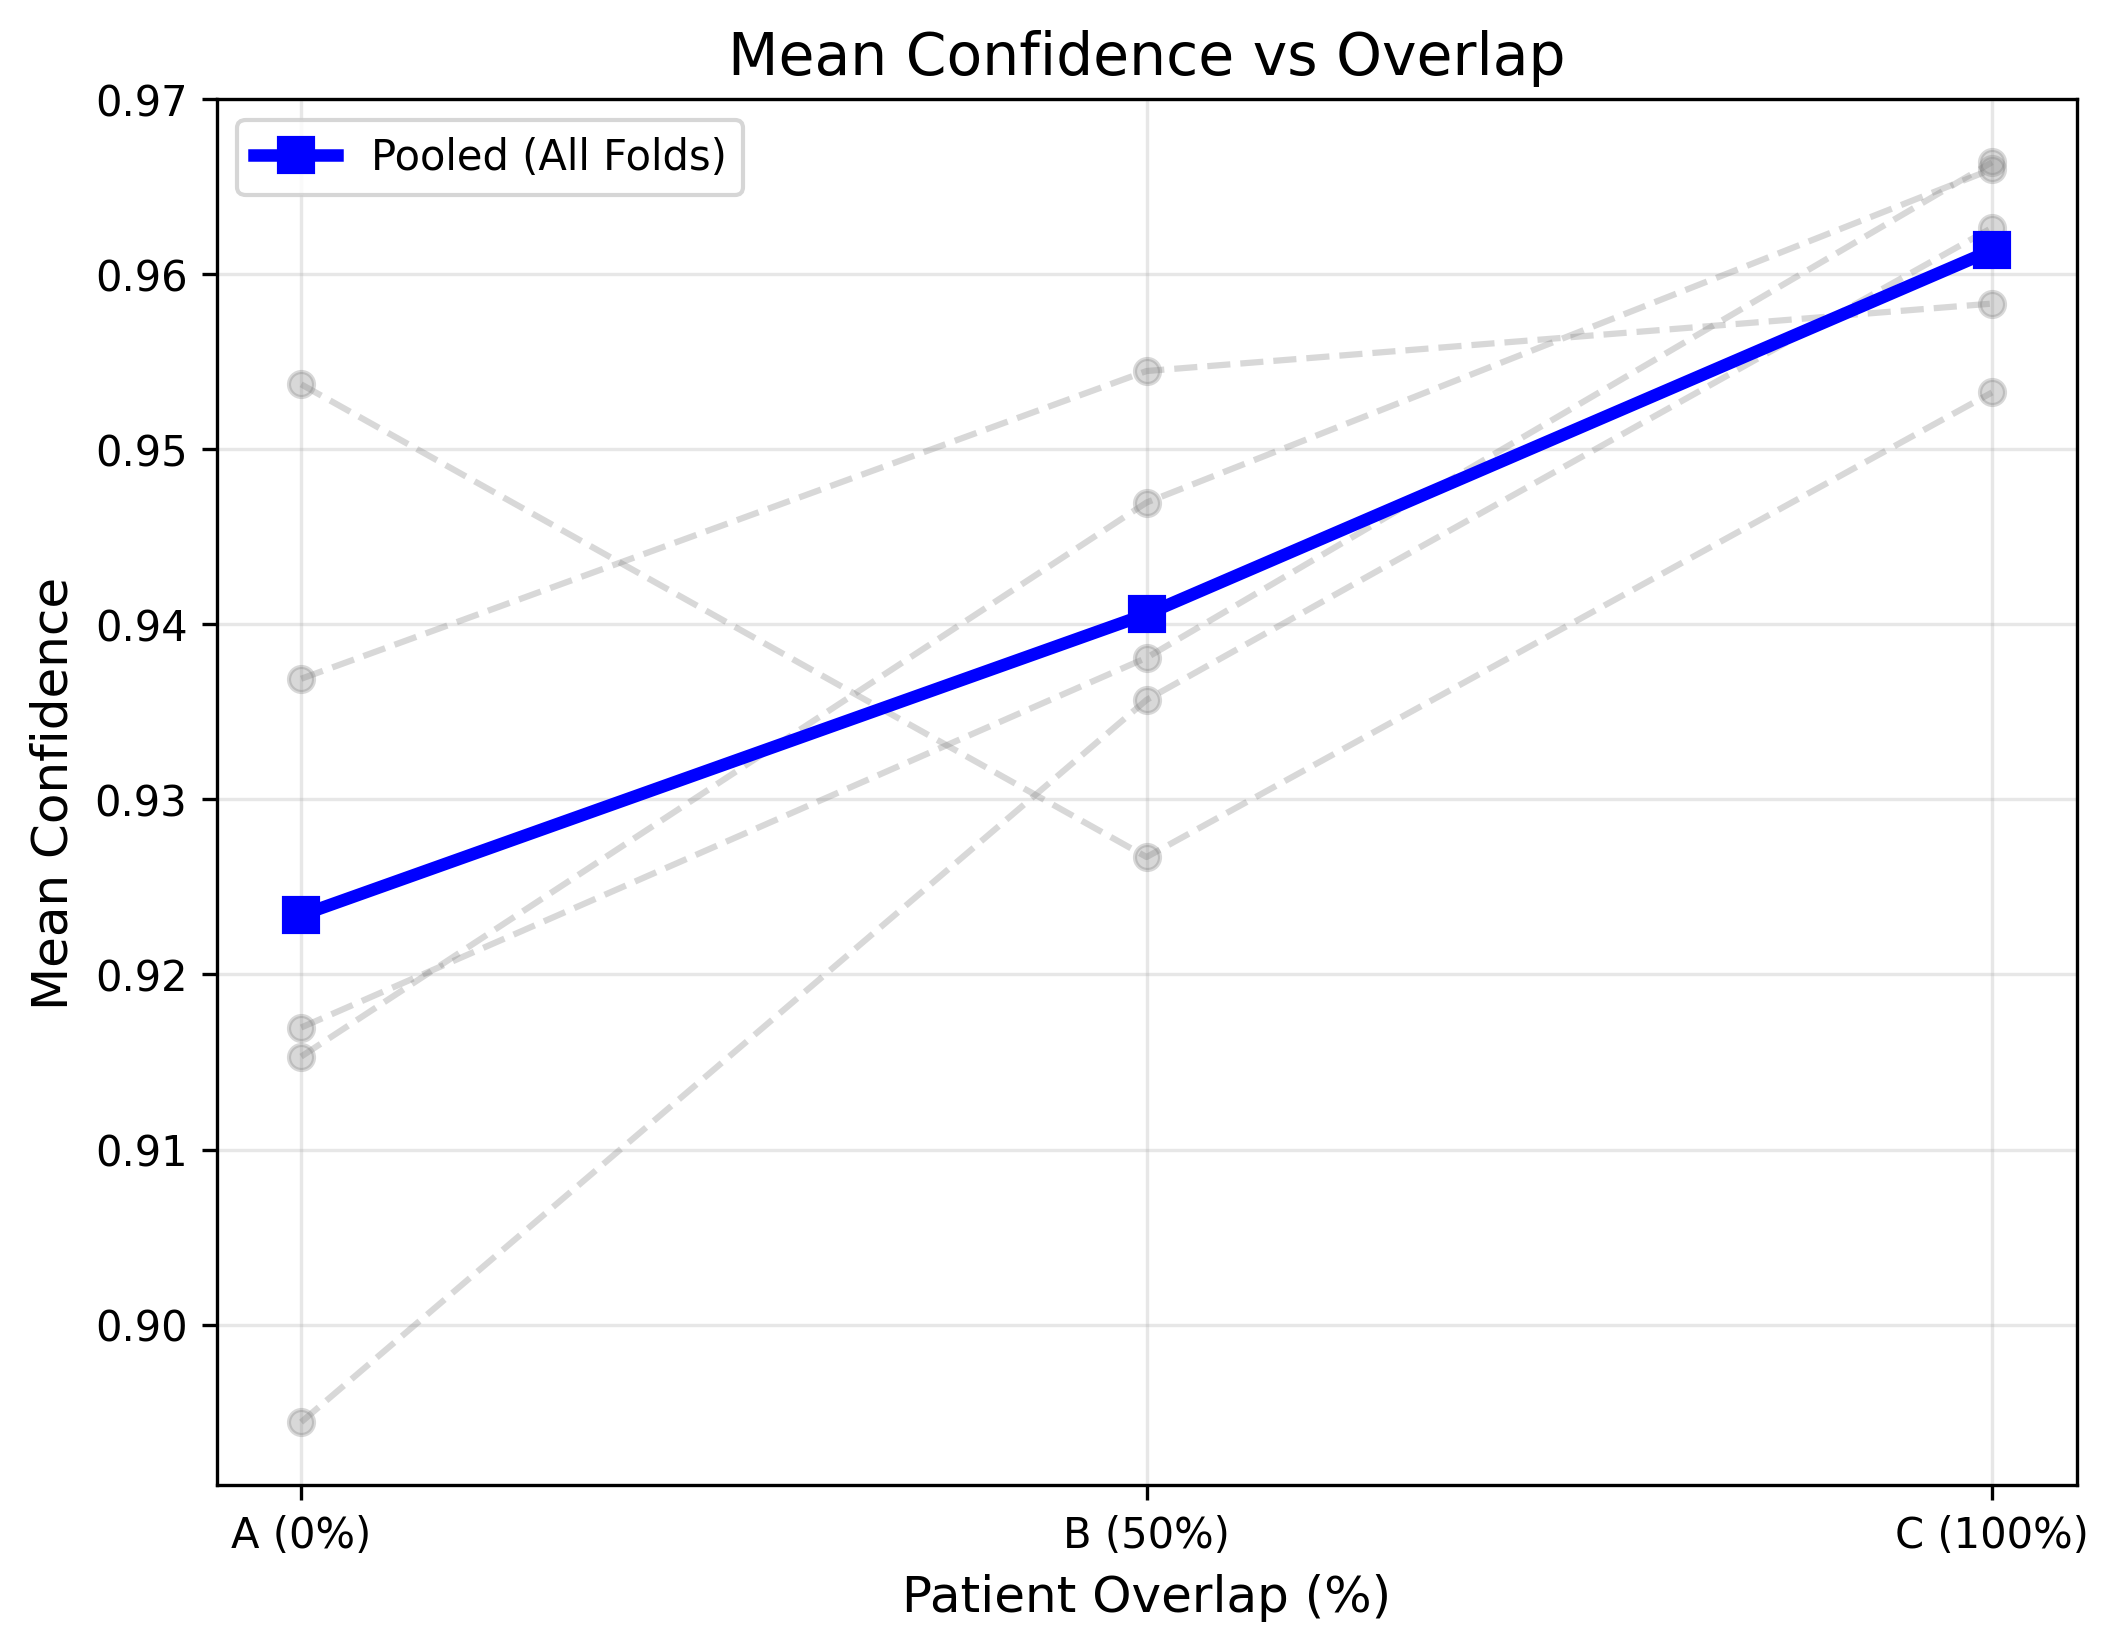 Mean Confidence vs Overlap
Pooled (All Folds)
0.97
0.96
0.95
0.94
0.93
0.92
0.91
0.90
Mean Confidence
A (0%)
B (50%)
C (100%)
Patient Overlap (%)